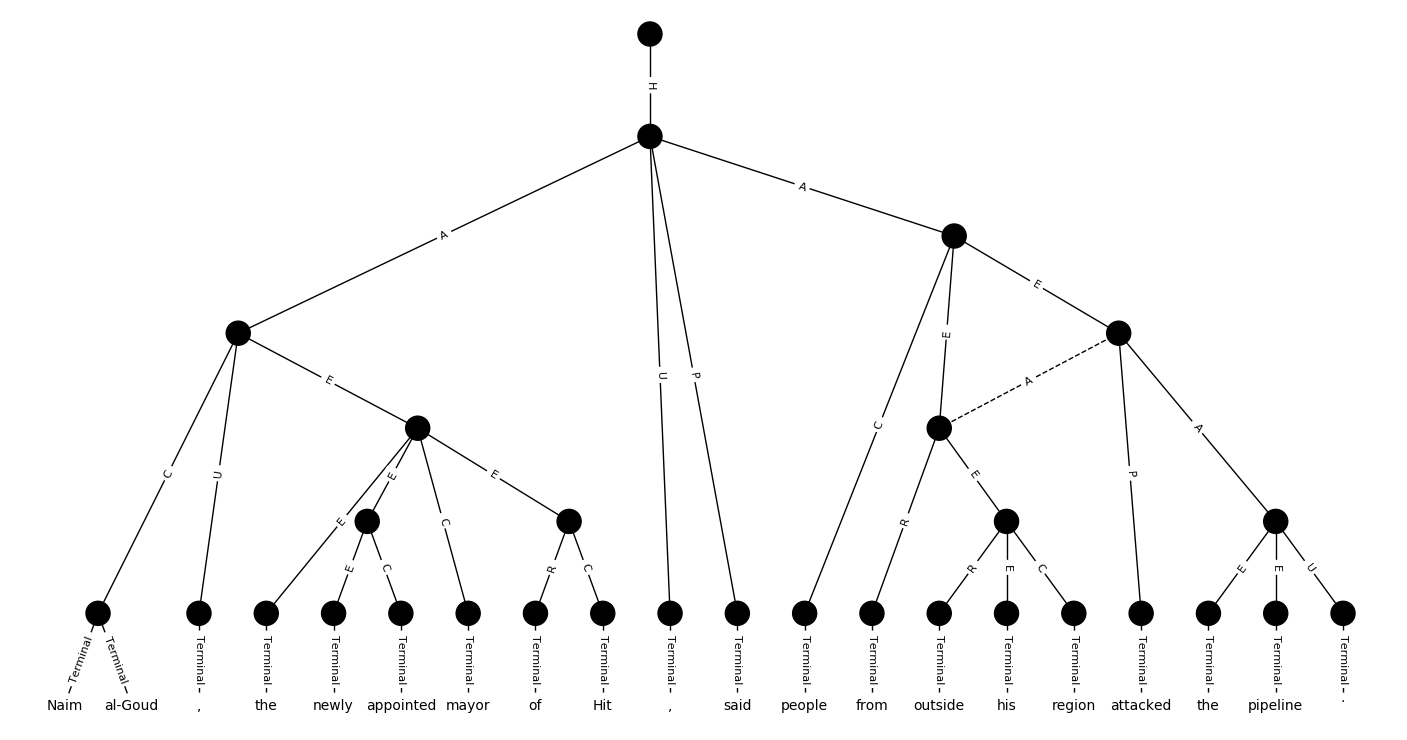 H
A
A
E
E
E
A
U
P
C
A
C
U
E
E
P
E
E
C
R
E
C
R
C
R
E
C
E
E
U
Terminal Terminal Terminal Terminal Terminal Terminal Terminal Terminal Terminal Terminal Terminal Terminal Terminal Terminal Terminal Terminal Terminal Terminal Terminal Terminal
Naim al-Goud , the newly appointed mayor of Hit , said people from outside his region attacked the pipeline .